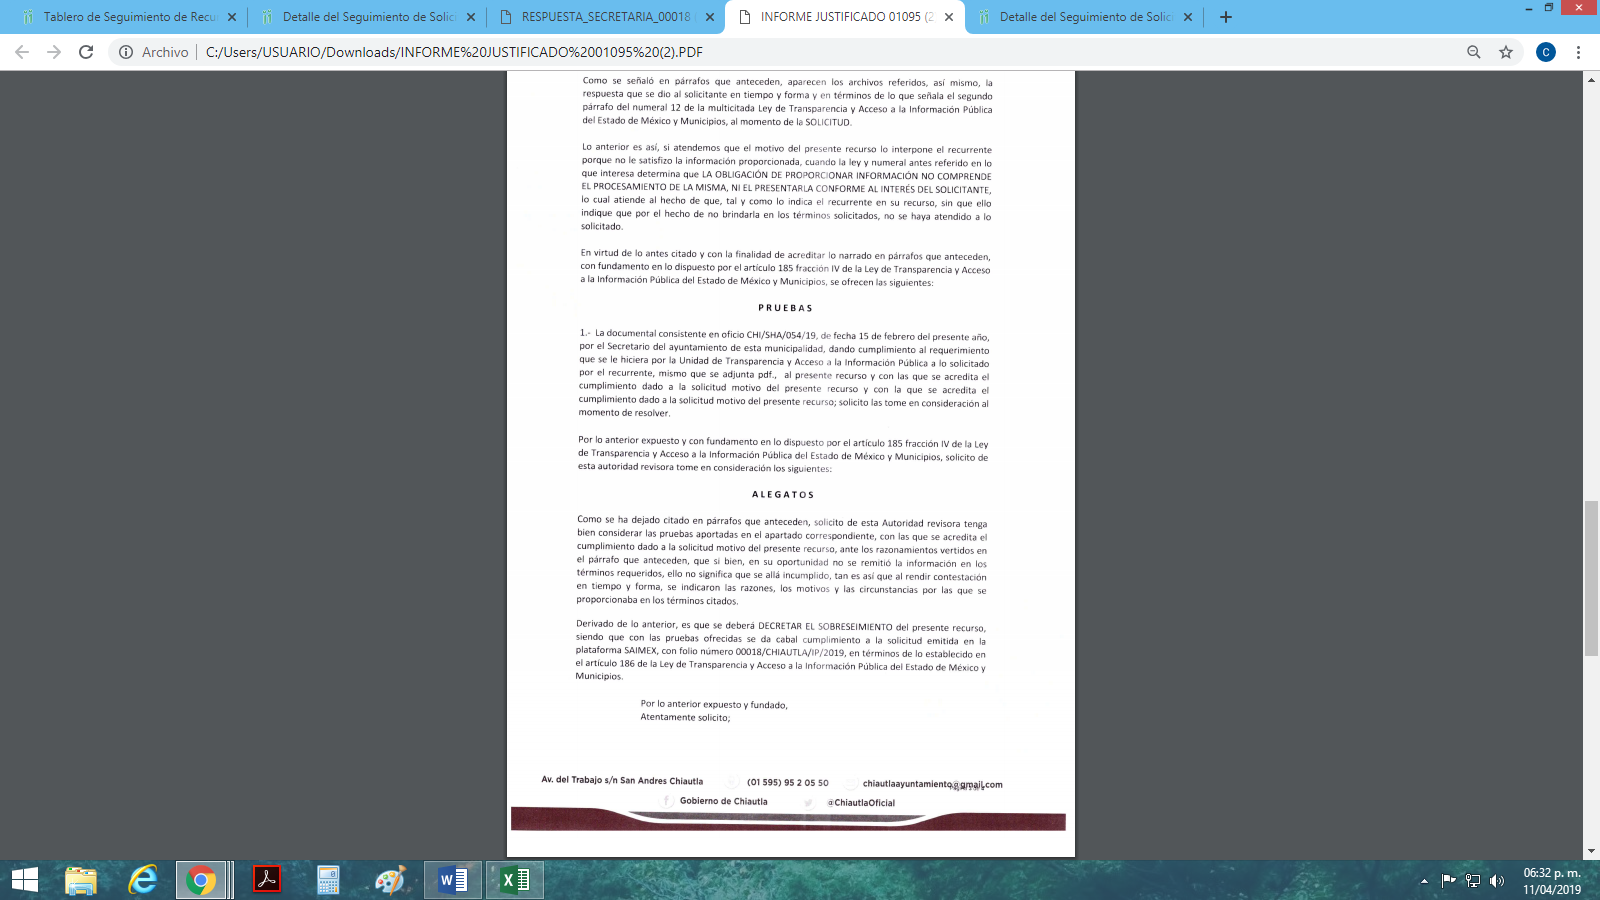 Tablero de Seguimiento de Recu
Detalle del Seguimiento de Solic
RESPUESTA_SECRETARIA_00018
INFORME JUSTIFICADO 01095 (2
Detalle del Seguimiento de Solic
Archivo | C:/Users/USUARIO/Downloads/INFORME%20JUSTIFICADO%2001095%20(2).PDF
C
Como se señaló en párrafos que anteceden, aparecen los archivos referidos, así mismo, la
respuesta que se dio al solicitante en tiempo y forma y en términos de lo que señala el segundo
párrafo del numeral 12 de la multicitada Ley de Transparencia y Acceso a la Información Pública
del Estado de México y Municipios, al momento de la SOLICITUD.
Lo anterior es así, si atendemos que el motivo del presente recurso lo interpone el recurrente
porque no le satisfizo la información proporcionada, cuando la ley y numeral antes referido en lo
que interesa determina que LA OBLIGACIÓN DE PROPORCIONAR INFORMACIÓN NO COMPRENDE
EL PROCESAMIENTO DE LA MISMA, NI EL PRESENTARLA CONFORME AL INTERÉS DEL SOLICITANTE,
lo cual atiende al hecho de que, tal y como lo indica el recurrente en su recurso, sin que ello
indique que por el hecho de no brindarla en los términos solicitados, no se haya atendido a lo
solicitado.
En virtud de lo antes citado y con la finalidad de acreditar lo narrado en párrafos que anteceden,
con fundamento en lo dispuesto por el artículo 185 fracción IV de la Ley de Transparencia y Acceso
a la Información Pública del Estado de México y Municipios, se ofrecen las siguientes:
PRUEBAS
1.- La documental consistente en oficio CHI/SHA/054/19, de fecha 15 de febrero del presente año,
por el Secretario del ayuntamiento de esta municipalidad, dando cumplimiento al requerimiento
que se le hiciera por la Unidad de Transparencia y Acceso a la Información Pública a lo solicitado
por el recurrente, mismo que se adjunta pdf., al presente recurso y con las que se acredita el
cumplimiento dado a la solicitud motivo del presente recurso y con la que se acredita el
cumplimiento dado a la solicitud motivo del presente recurso; solicito las tome en consideración al
momento de resolver.
Por lo anterior expuesto y con fundamento en lo dispuesto por el artículo 185 fracción IV de la Ley
de Transparencia y Acceso a la Información Pública del Estado de México y Municipios, solicito de
esta autoridad revisora tome en consideración los siguientes:
ALEGATOS
Como se ha dejado citado en párrafos que anteceden, solicito de esta Autoridad revisora tenga
bien considerar las pruebas aportadas en el apartado correspondiente, con las que se acredita el
cumplimiento dado a la solicitud motivo del presente recurso, ante los razonamientos vertidos en
el párrafo que anteceden, que si bien, en su oportunidad no se remitió la información en los
términos requeridos, ello no significa que se allá incumplido, tan es así que al rendir contestación
en tiempo y forma, se indicaron las razones, los motivos y las circunstancias por las que se
proporcionaba en los términos citados.
Derivado de lo anterior, es que se deberá DECRETAR EL SOBRESEIMIENTO del presente recurso,
siendo que con las pruebas ofrecidas se da cabal cumplimiento a la solicitud emitida en la
plataforma SAIMEX, con folio número 00018/CHIAUTLA/IP/2019, en términos de lo establecido en
el artículo 186 de la Ley de Transparencia y Acceso a la Información Pública del Estado de México y
Municipios.
Por lo anterior expuesto y fundado,
Atentamente solicito;
Av. del Trabajo s/n San Andres Chiautla (01 595) 95 2 05 50 chiautlaayuntamiento@gmail.com
Gobierno de Chiautla @ChiautlaOficial
06:32 p. m.
11/04/2019